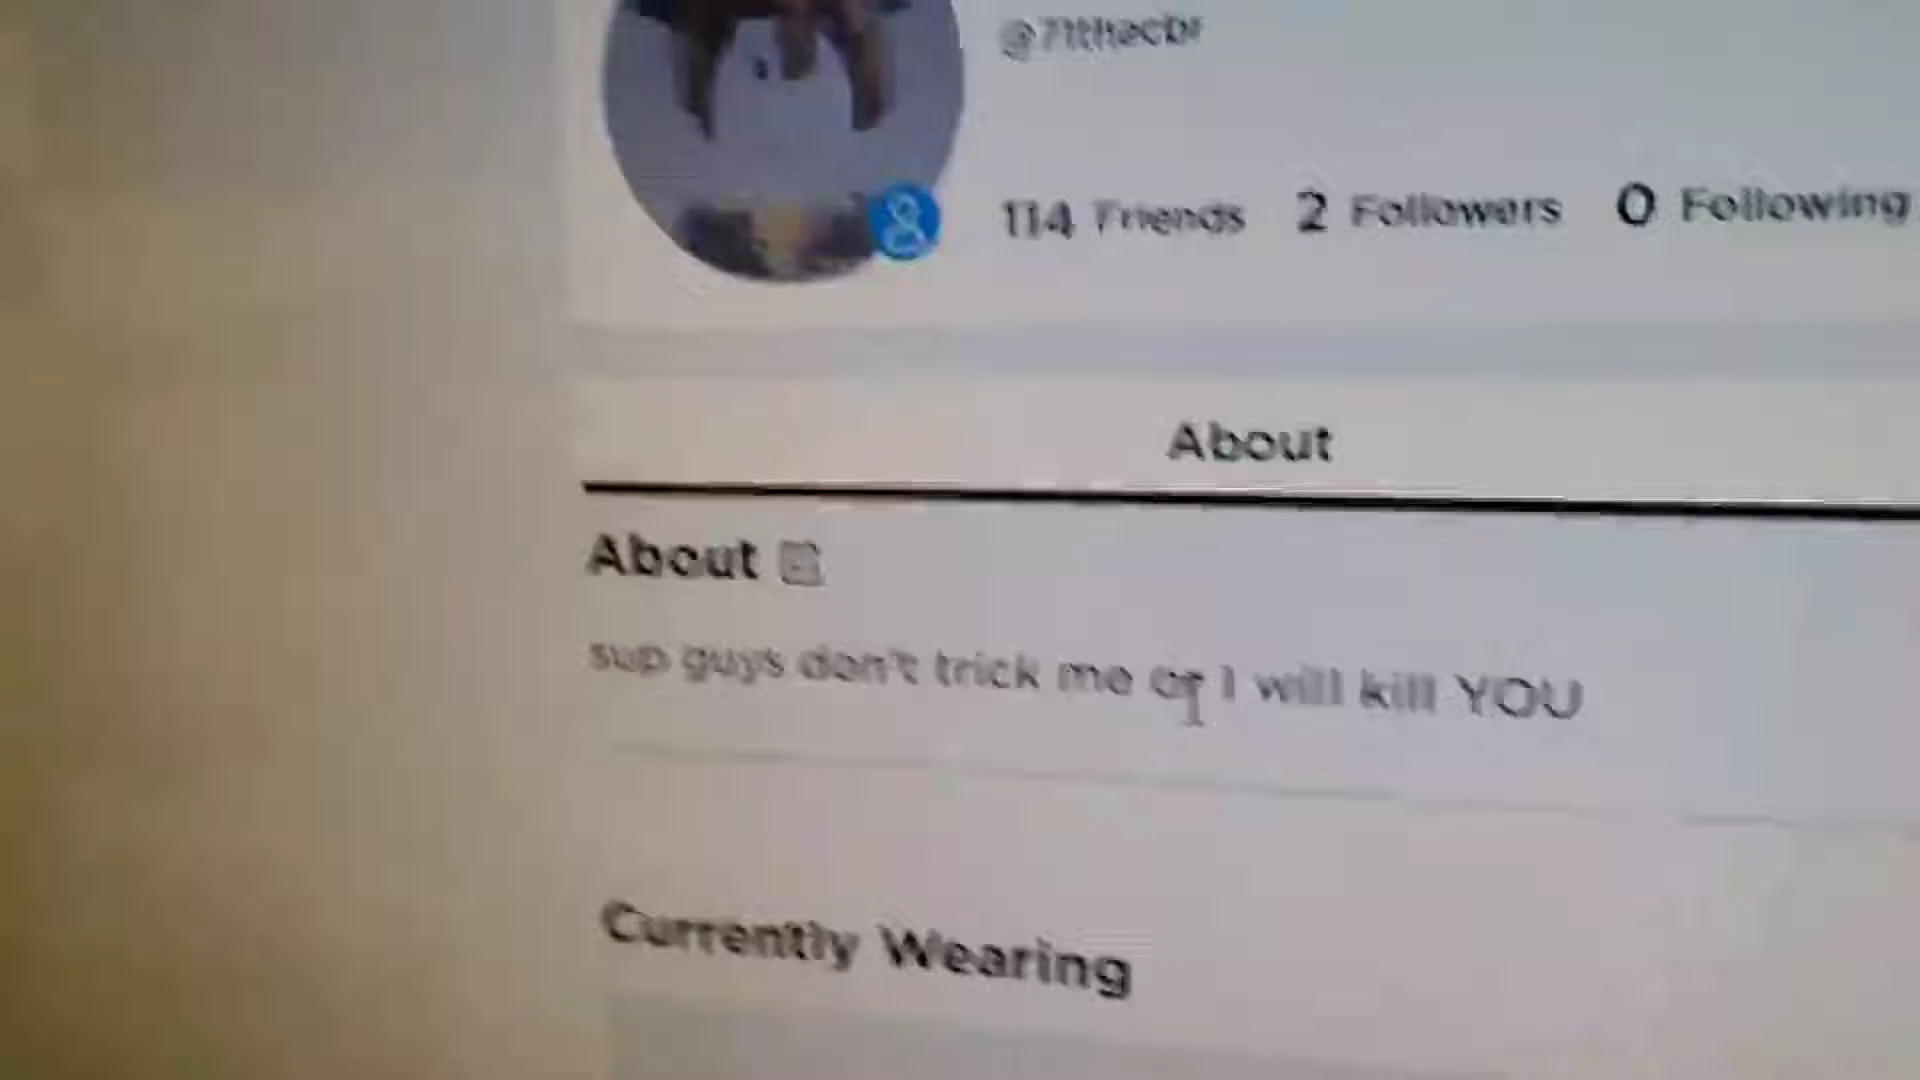 114 Friends 2 Followers 0 Following
About
About
sup guys don't trick me or I will kill YOU
Currently Wearing